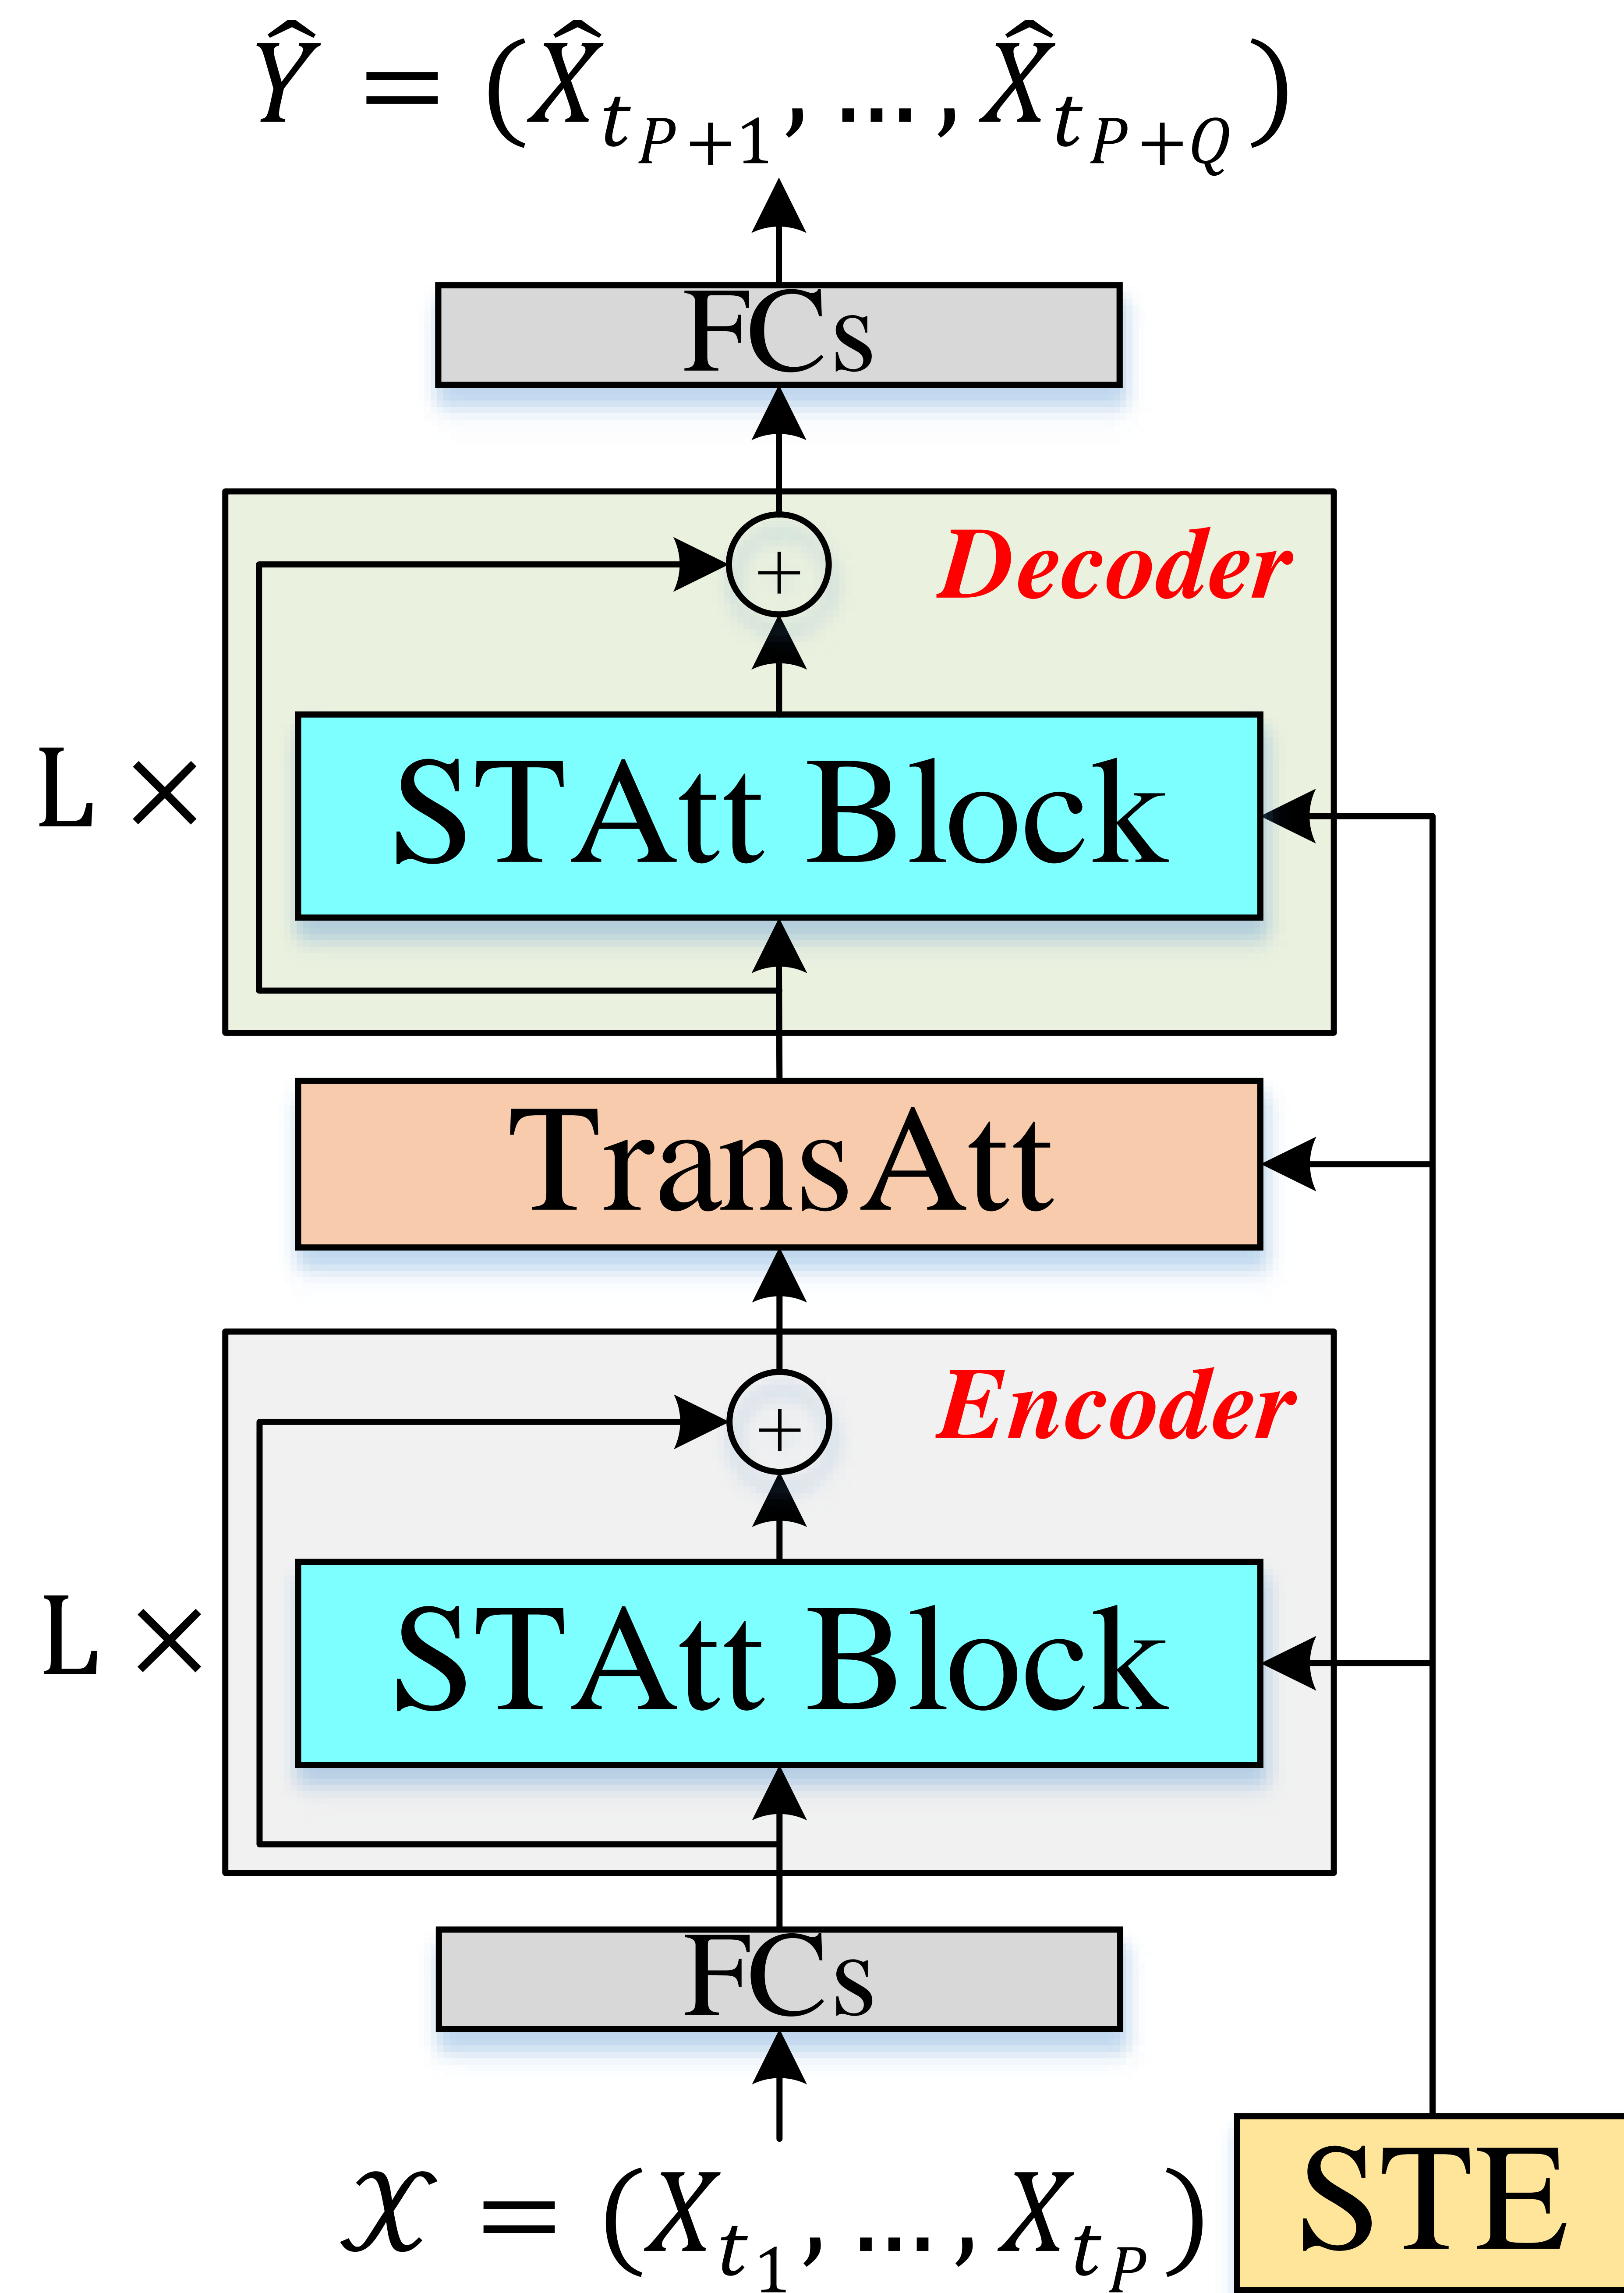 Ŷ = (X̂_{t_{P+1}}, ..., X̂_{t_{P+Q}})
FCs
+
Decoder
L ×
STAtt Block
TransAtt
+
Encoder
L ×
STAtt Block
FCs
𝒳 = (X_{t_1}, ..., X_{t_P})
STE